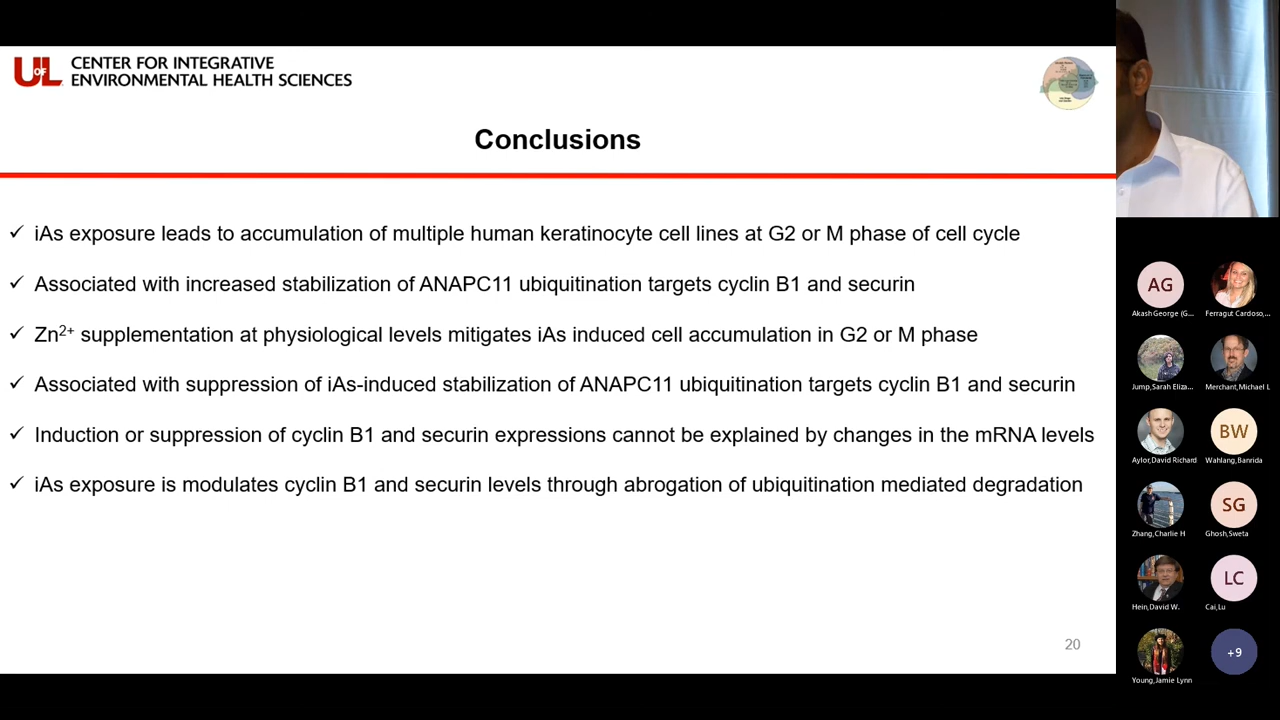 UofL CENTER FOR INTEGRATIVE
ENVIRONMENTAL HEALTH SCIENCES
Conclusions
✓ iAs exposure leads to accumulation of multiple human keratinocyte cell lines at G2 or M phase of cell cycle
✓ Associated with increased stabilization of ANAPC11 ubiquitination targets cyclin B1 and securin
✓ Zn²⁺ supplementation at physiological levels mitigates iAs induced cell accumulation in G2 or M phase
✓ Associated with suppression of iAs-induced stabilization of ANAPC11 ubiquitination targets cyclin B1 and securin
✓ Induction or suppression of cyclin B1 and securin expressions cannot be explained by changes in the mRNA levels
✓ iAs exposure is modulates cyclin B1 and securin levels through abrogation of ubiquitination mediated degradation
20
AG
Akash George (G...
Ferragut Cardoso,...
Jump,Sarah Eliza...
Merchant,Michael L
Aylor,David Richard
BW
Wahlang,Banrida
Zhang,Charlie H
SG
Ghosh,Sweta
Hein,David W.
LC
Cai,Lu
Young,Jamie Lynn
+9